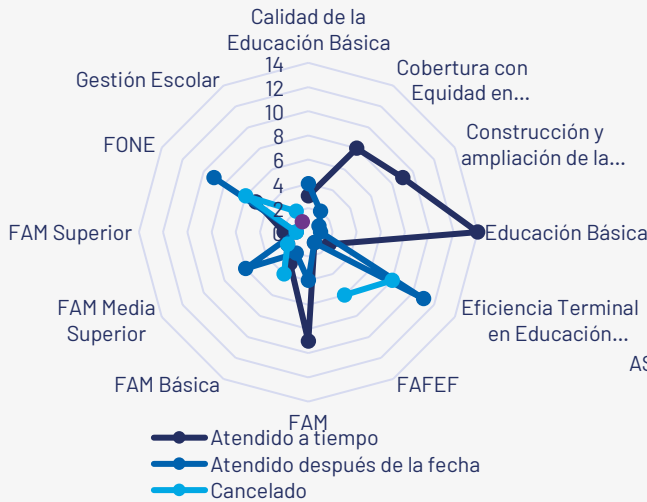 Calidad de la
Educación Básica
Cobertura con
Equidad en...
Construcción y
ampliación de la...
Educación Básica
Eficiencia Terminal
en Educación...
AS
FAFEF
FAM
FAM Básica
FAM Media
Superior
FAM Superior
FONE
Gestión Escolar
14
12
10
8
6
4
2
0
Atendido a tiempo
Atendido después de la fecha
Cancelado